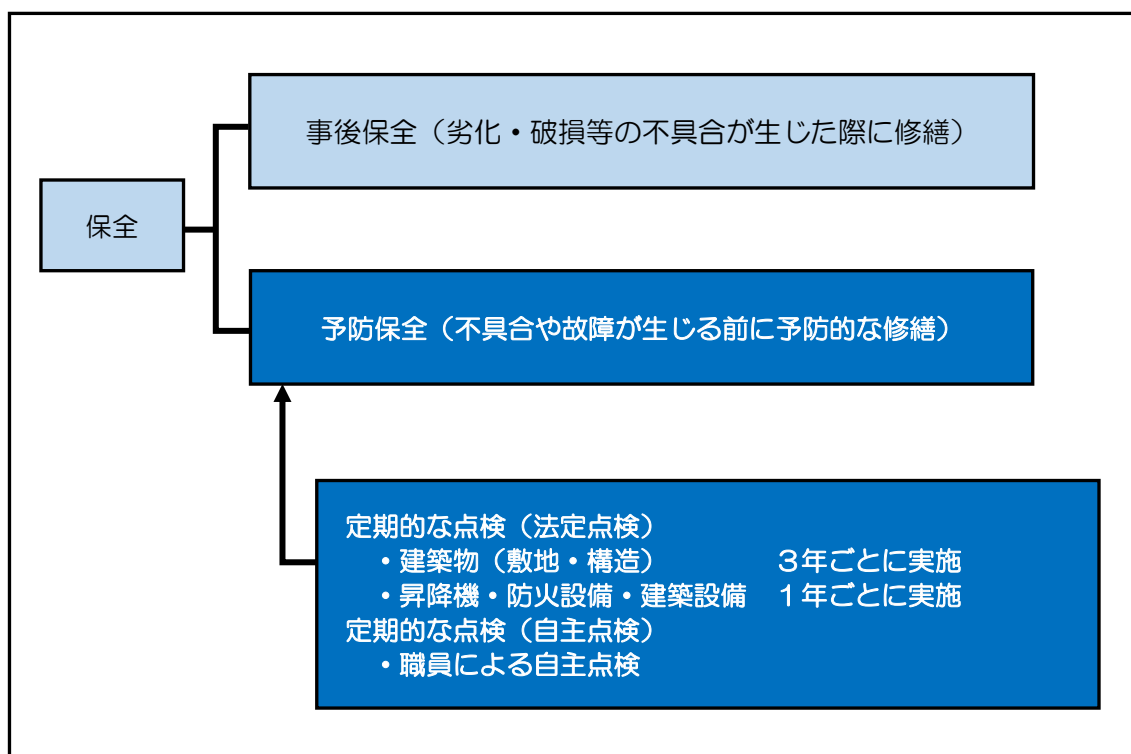 事後保全（劣化・破損等の不具合が生じた際に修繕）
保全
予防保全（不具合や故障が生じる前に予防的な修繕）
定期的な点検（法定点検）
・建築物（敷地・構造）　　　　３年ごとに実施
・昇降機・防火設備・建築設備　１年ごとに実施
定期的な点検（自主点検）
・職員による自主点検